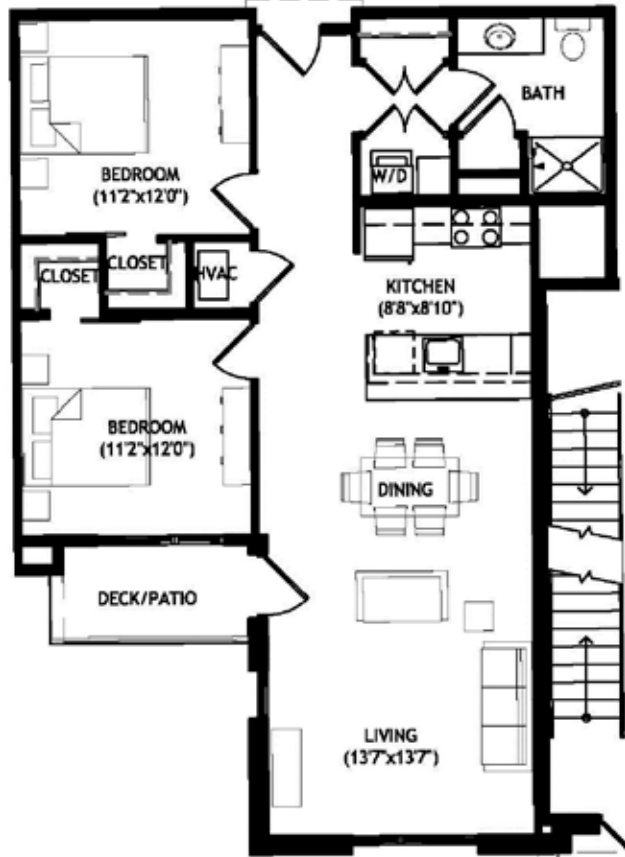 BATH
BEDROOM
(11'2"x12'0")
W/D
CLOSET
CLOSET
HVAC
KITCHEN
(8'8"x8'10")
BEDROOM
(11'2"x12'0")
DINING
DECK/PATIO
LIVING
(13'7"x13'7")